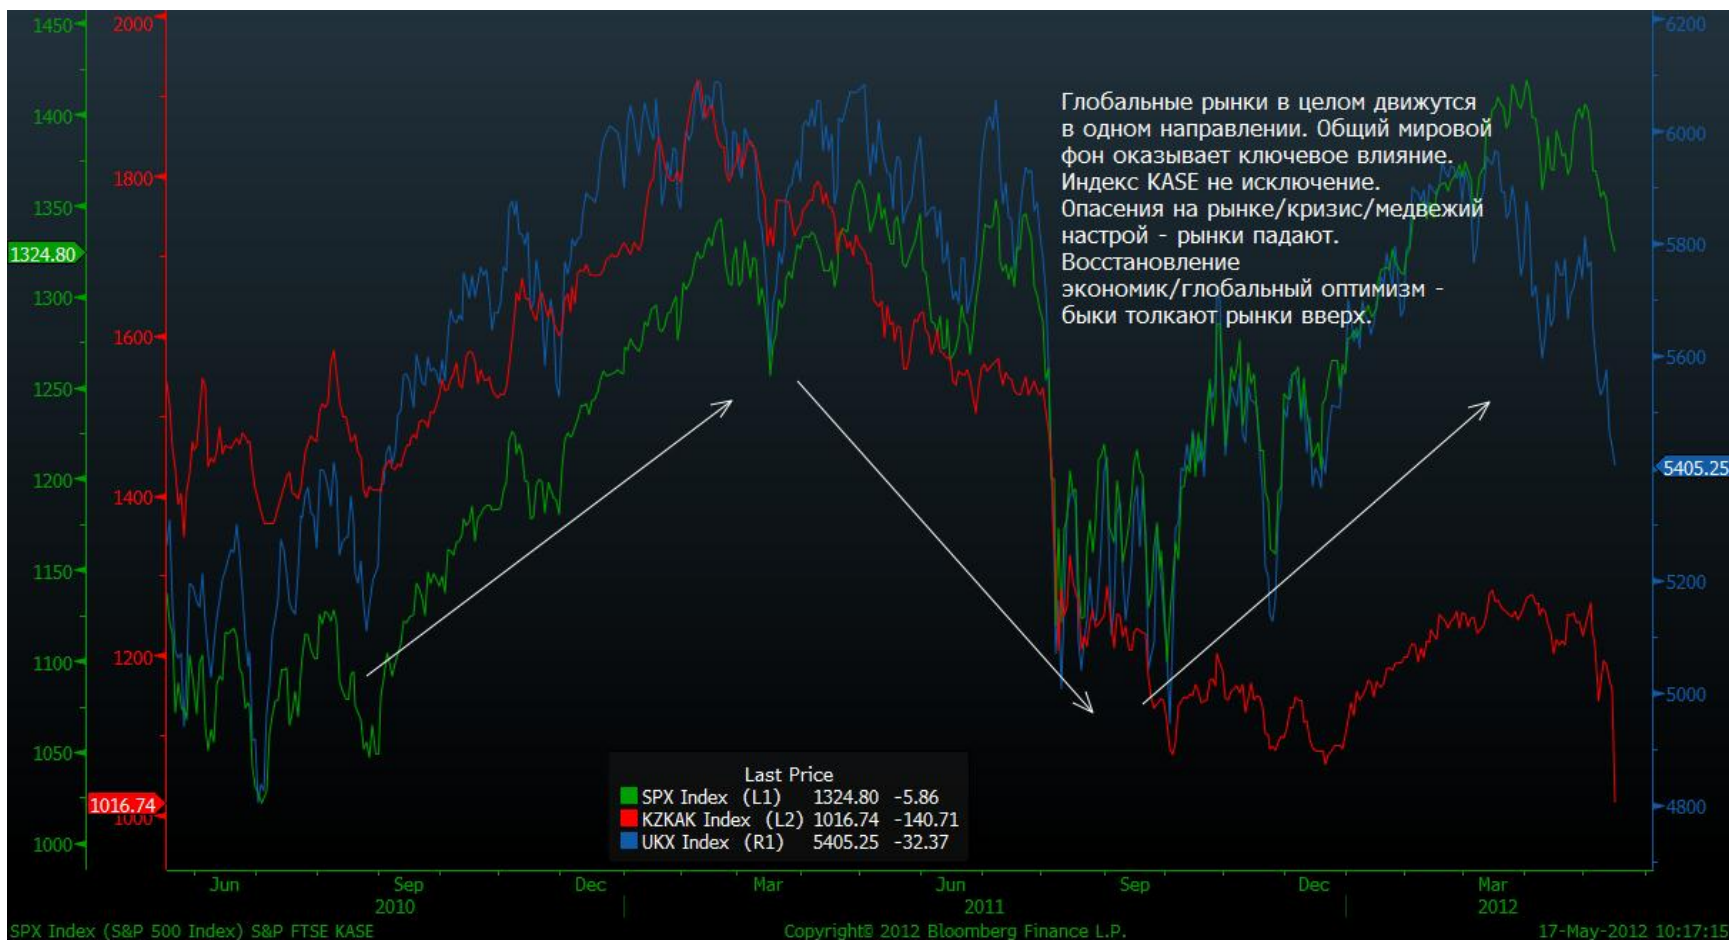 1450
1400
1350
1324.80
1300
1250
1200
1150
1100
1050
1000
2000
1800
1600
1400
1200
1016.74
1000
6200
6000
5800
5600
5405.25
5200
5000
4800
Глобальные рынки в целом движутся
в одном направлении. Общий мировой
фон оказывает ключевое влияние.
Индекс KASE не исключение.
Опасения на рынке/кризис/медвежий
настрой - рынки падают.
Восстановление
экономик/глобальный оптимизм -
быки толкают рынки вверх.
Last Price
SPX Index (L1) 1324.80 -5.86
KZKAK Index (L2) 1016.74 -140.71
UKX Index (R1) 5405.25 -32.37
Jun Sep Dec Mar Jun Sep Dec Mar
2010 2011 2012
SPX Index (S&P 500 Index) S&P FTSE KASE Copyright© 2012 Bloomberg Finance L.P. 17-May-2012 10:17:15